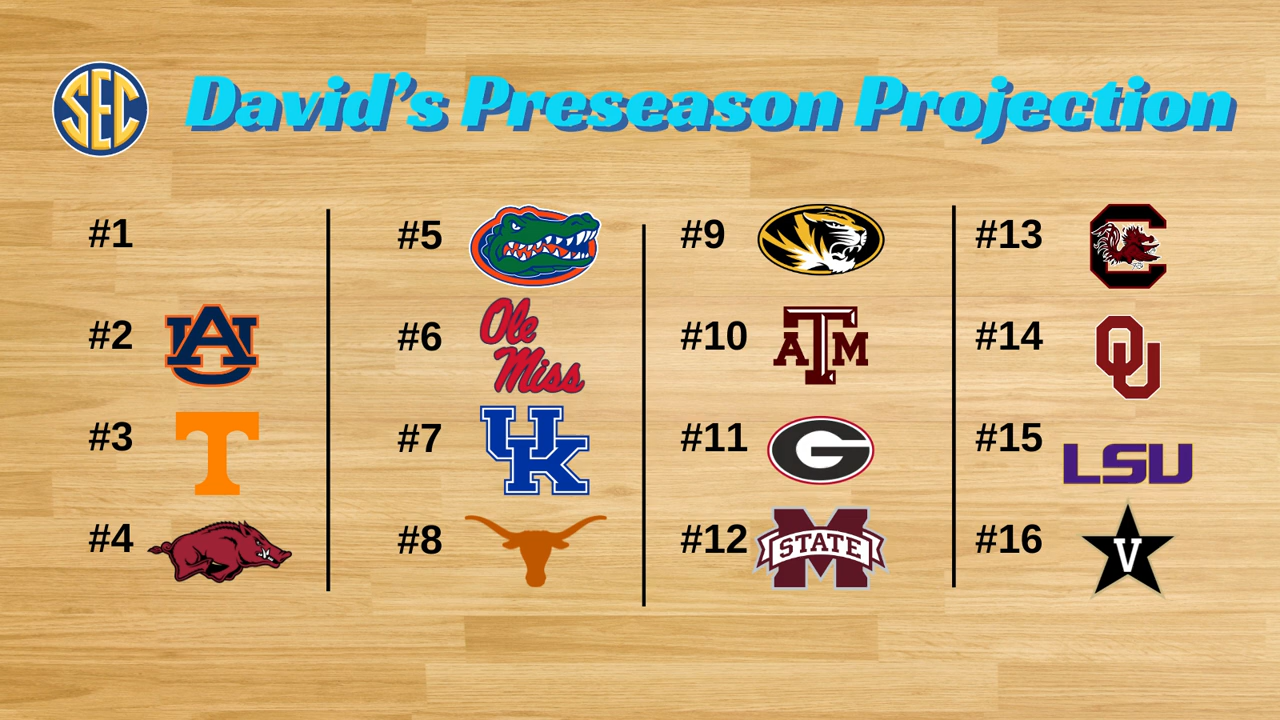 SEC David's Preseason Projection
#1
#2 AU
#3 T
#4
#5
#6 Ole Miss
#7 UK
#8
#9
#10 ATM
#11 G
#12 M STATE
#13 C
#14 OU
#15 LSU
#16 V